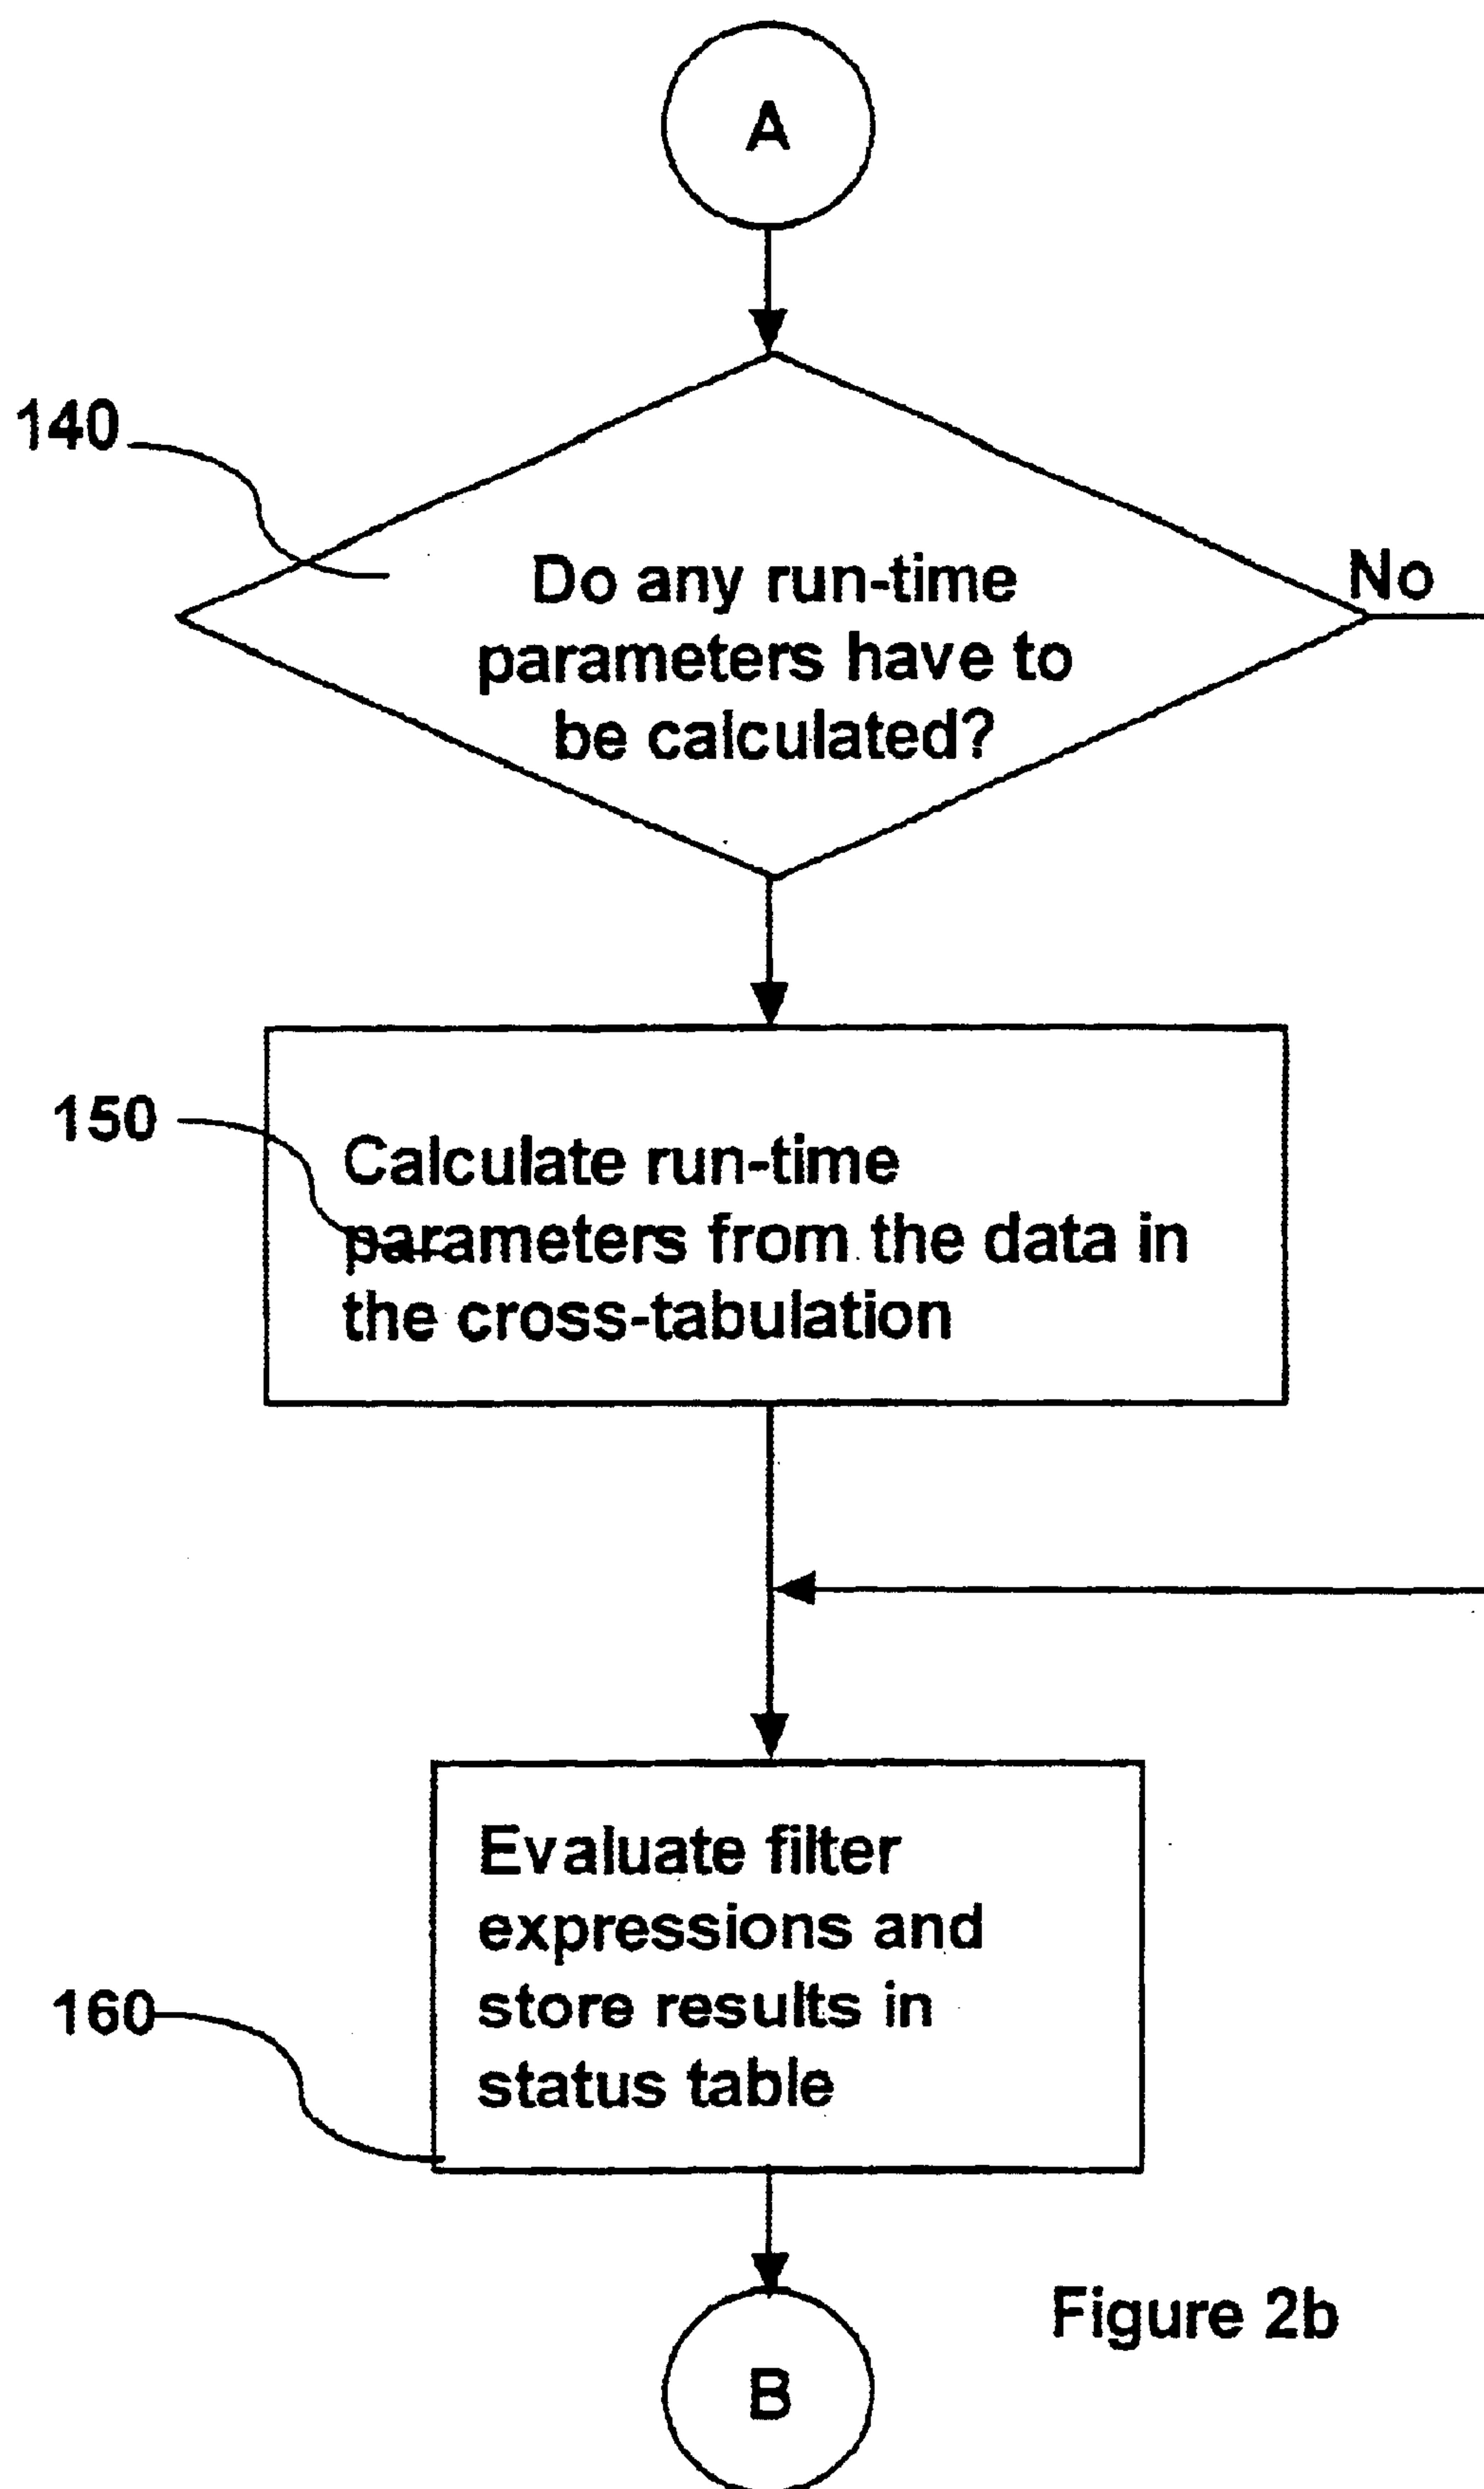 A
140
Do any run-time
parameters have to
be calculated?
No
150
Calculate run-time
parameters from the data in
the cross-tabulation
Evaluate filter
expressions and
store results in
status table
160
Figure 2b
B